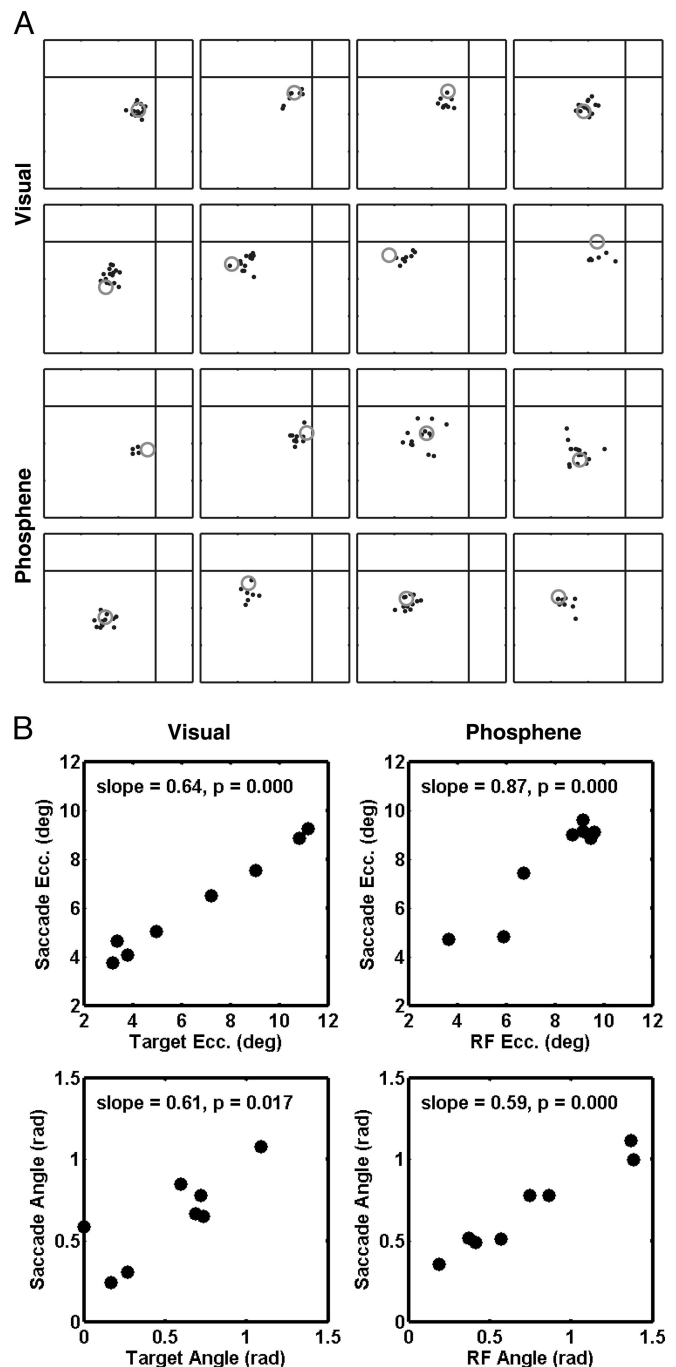 A
Visual
Phosphene
B
Visual
Phosphene
slope = 0.64, p = 0.000
12
10
8
6
4
2
Saccade Ecc. (deg)
2 4 6 8 10 12
Target Ecc. (deg)
slope = 0.87, p = 0.000
12
10
8
6
4
2
Saccade Ecc. (deg)
4 6 8 10 12
RF Ecc. (deg)
slope = 0.61, p = 0.017
1.5
1
0.5
0
Saccade Angle (rad)
0 0.5 1 1.5
Target Angle (rad)
slope = 0.59, p = 0.000
1.5
1
0.5
0
Saccade Angle (rad)
0 0.5 1 1.5
RF Angle (rad)